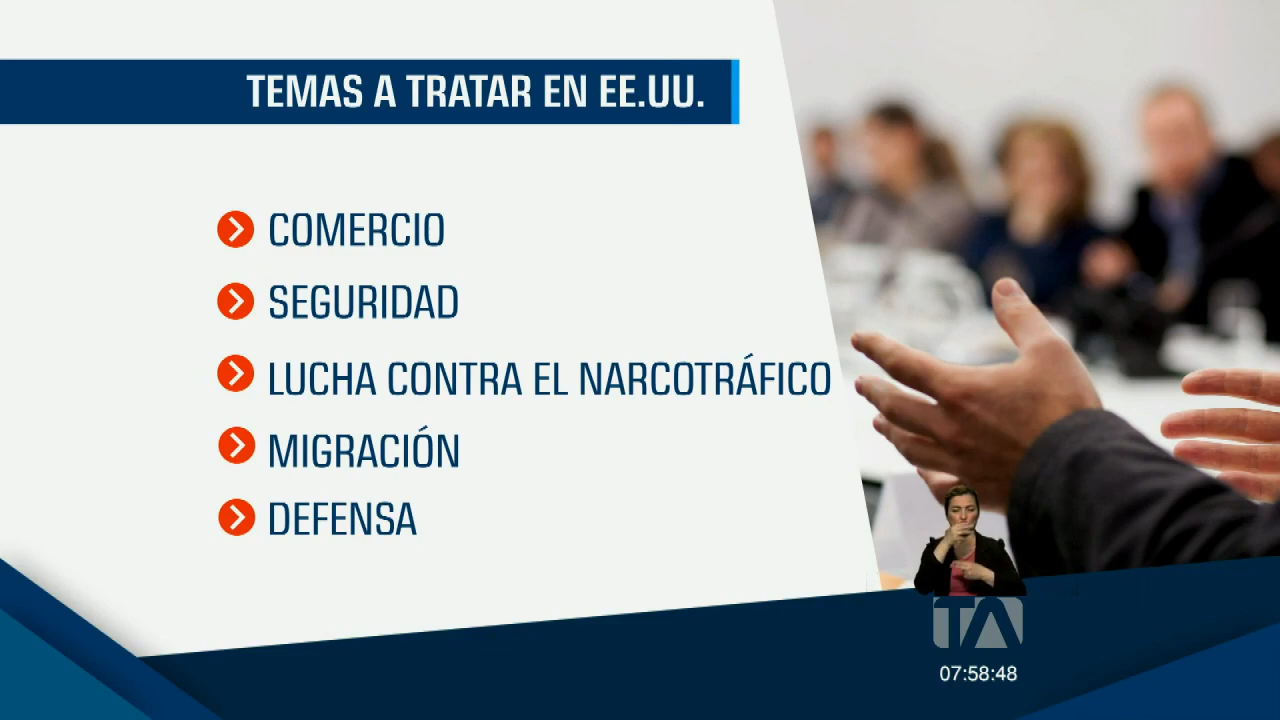 TEMAS A TRATAR EN EE.UU.
COMERCIO
SEGURIDAD
LUCHA CONTRA EL NARCOTRÁFICO
MIGRACIÓN
DEFENSA
TA
07:58:48